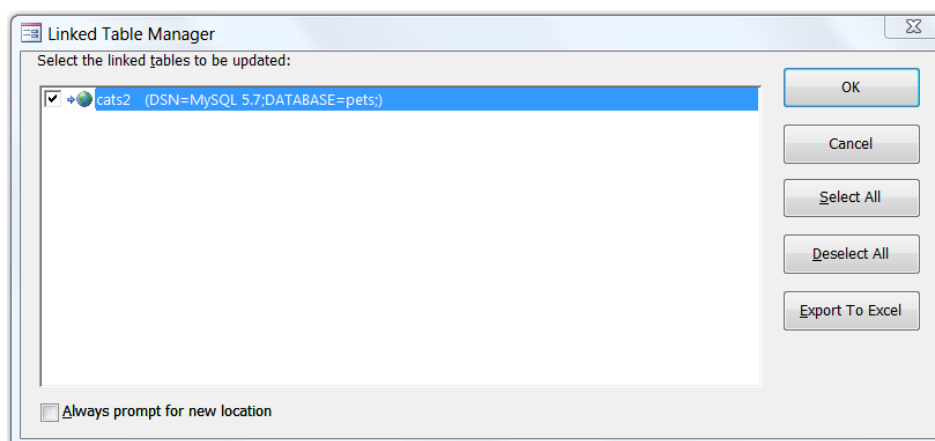 Linked Table Manager
Select the linked tables to be updated:
cats2 (DSN=MySQL 5.7;DATABASE=pets;)
OK
Cancel
Select All
Deselect All
Export To Excel
Always prompt for new location